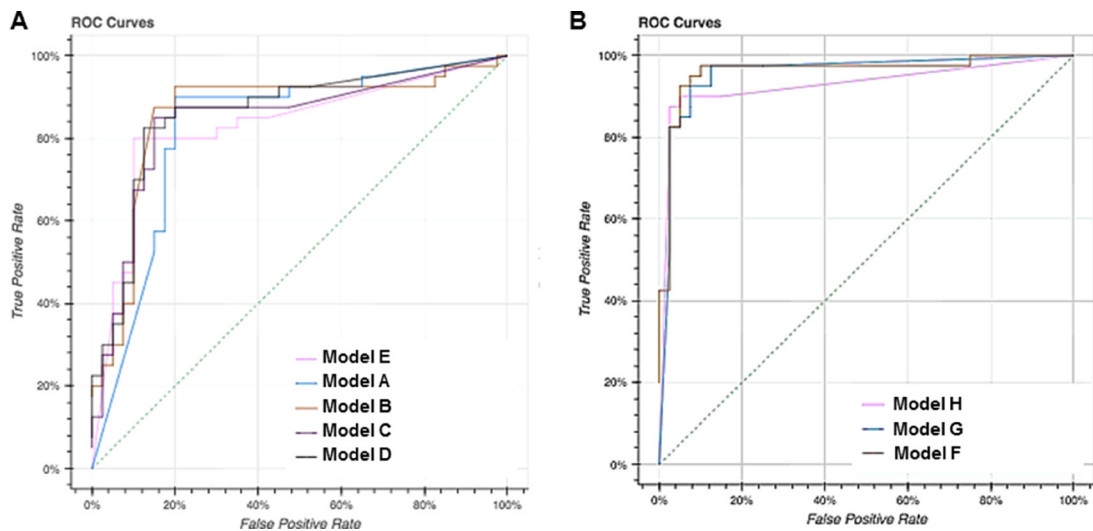 A
ROC Curves
100%
80%
60%
40%
20%
0%
True Positive Rate
0%
20%
40%
60%
80%
100%
False Positive Rate
Model E
Model A
Model B
Model C
Model D
B
ROC Curves
100%
80%
60%
40%
20%
0%
True Positive Rate
0%
20%
40%
60%
80%
100%
False Positive Rate
Model H
Model G
Model F